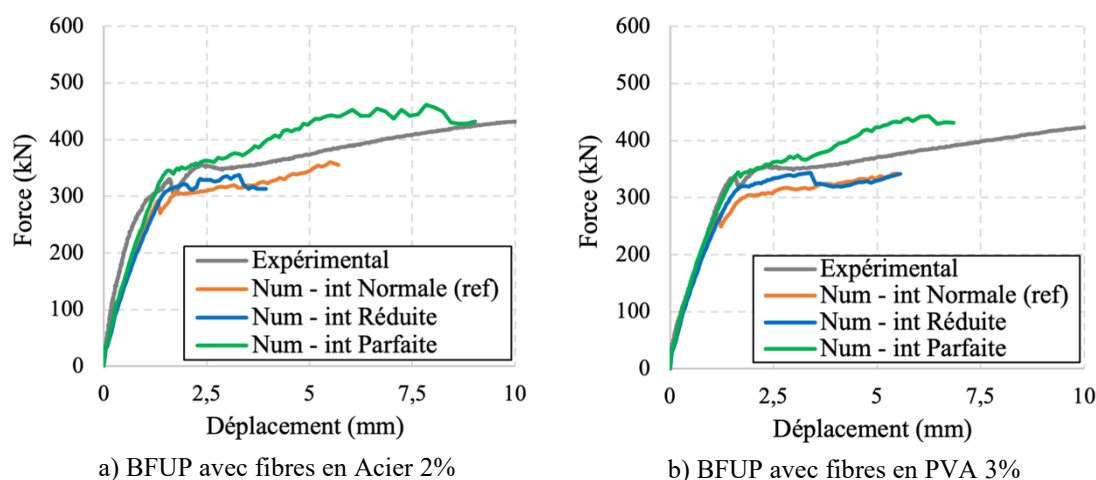 600
500
400
300
200
100
0
Force (kN)
0 2,5 5 7,5 10
Déplacement (mm)
Expérimental
Num - int Normale (ref)
Num - int Réduite
Num - int Parfaite
a) BFUP avec fibres en Acier 2%
600
500
400
300
200
100
0
Force (kN)
0 2,5 5 7,5 10
Déplacement (mm)
Expérimental
Num - int Normale (ref)
Num - int Réduite
Num - int Parfaite
b) BFUP avec fibres en PVA 3%